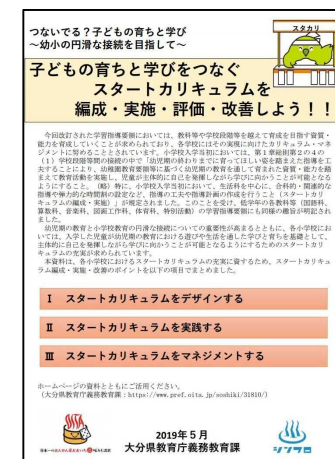 つないでる？子どもの育ちと学び
～幼小の円滑な接続を目指して～
スタカリ
子どもの育ちと学びをつなぐ
スタートカリキュラムを
編成・実施・評価・改善しよう！！
今回改訂された学習指導要領においては、教科等や学校段階等を越えて育成を目指す資質・
能力を育成していくことが求められており、各学校にはその実現に向けたカリキュラム・マネ
ジメントに努めることとされています。小学校入学当初においては、第１章総則第２の４の
（１）学校段階等間の接続の中で「幼児期の終わりまでに育ってほしい姿を踏まえた指導を工
夫することにより、幼稚園教育要領等に基づく幼児期の教育を通して育まれた資質・能力を踏ま
えて教育活動を実施し、児童が主体的に自己を発揮しながら学びに向かうことが可能となる
ようにすること。（略）特に、小学校入学当初においては、生活科を中心に、合科的・関連的な
指導や弾力的な時間割の設定など、指導の工夫や指導計画の作成を行うこと（スタートカリ
キュラムの編成・実施）」が規定されました。このことを受け、低学年の各教科等（国語科、
算数科、音楽科、図画工作科、体育科、特別活動）の学習指導要領にも同様の趣旨が明記され
ました。
幼児期の教育と小学校教育の円滑な接続についての重要性が高まるとともに、各小学校にお
いては、入学した児童が幼児期の教育における遊びや生活を通した学びと育ちを基礎として、
主体的に自己を発揮しながら学びに向かうことが可能となるようにするためのスタートカリ
キュラムの充実が求められています。
本資料は、各小学校におけるスタートカリキュラムの充実に資するため、スタートカリキュ
ラム編成・実施・改善のポイントを以下の項目でまとめました。
Ⅰ スタートカリキュラムをデザインする
Ⅱ スタートカリキュラムを実践する
Ⅲ スタートカリキュラムをマネジメントする
ホームページの資料とともにご活用ください。
（大分県教育庁義務教育課：https://www.pref.oita.jp/soshiki/31810/）
2019年５月
大分県教育庁義務教育課
シンフロ